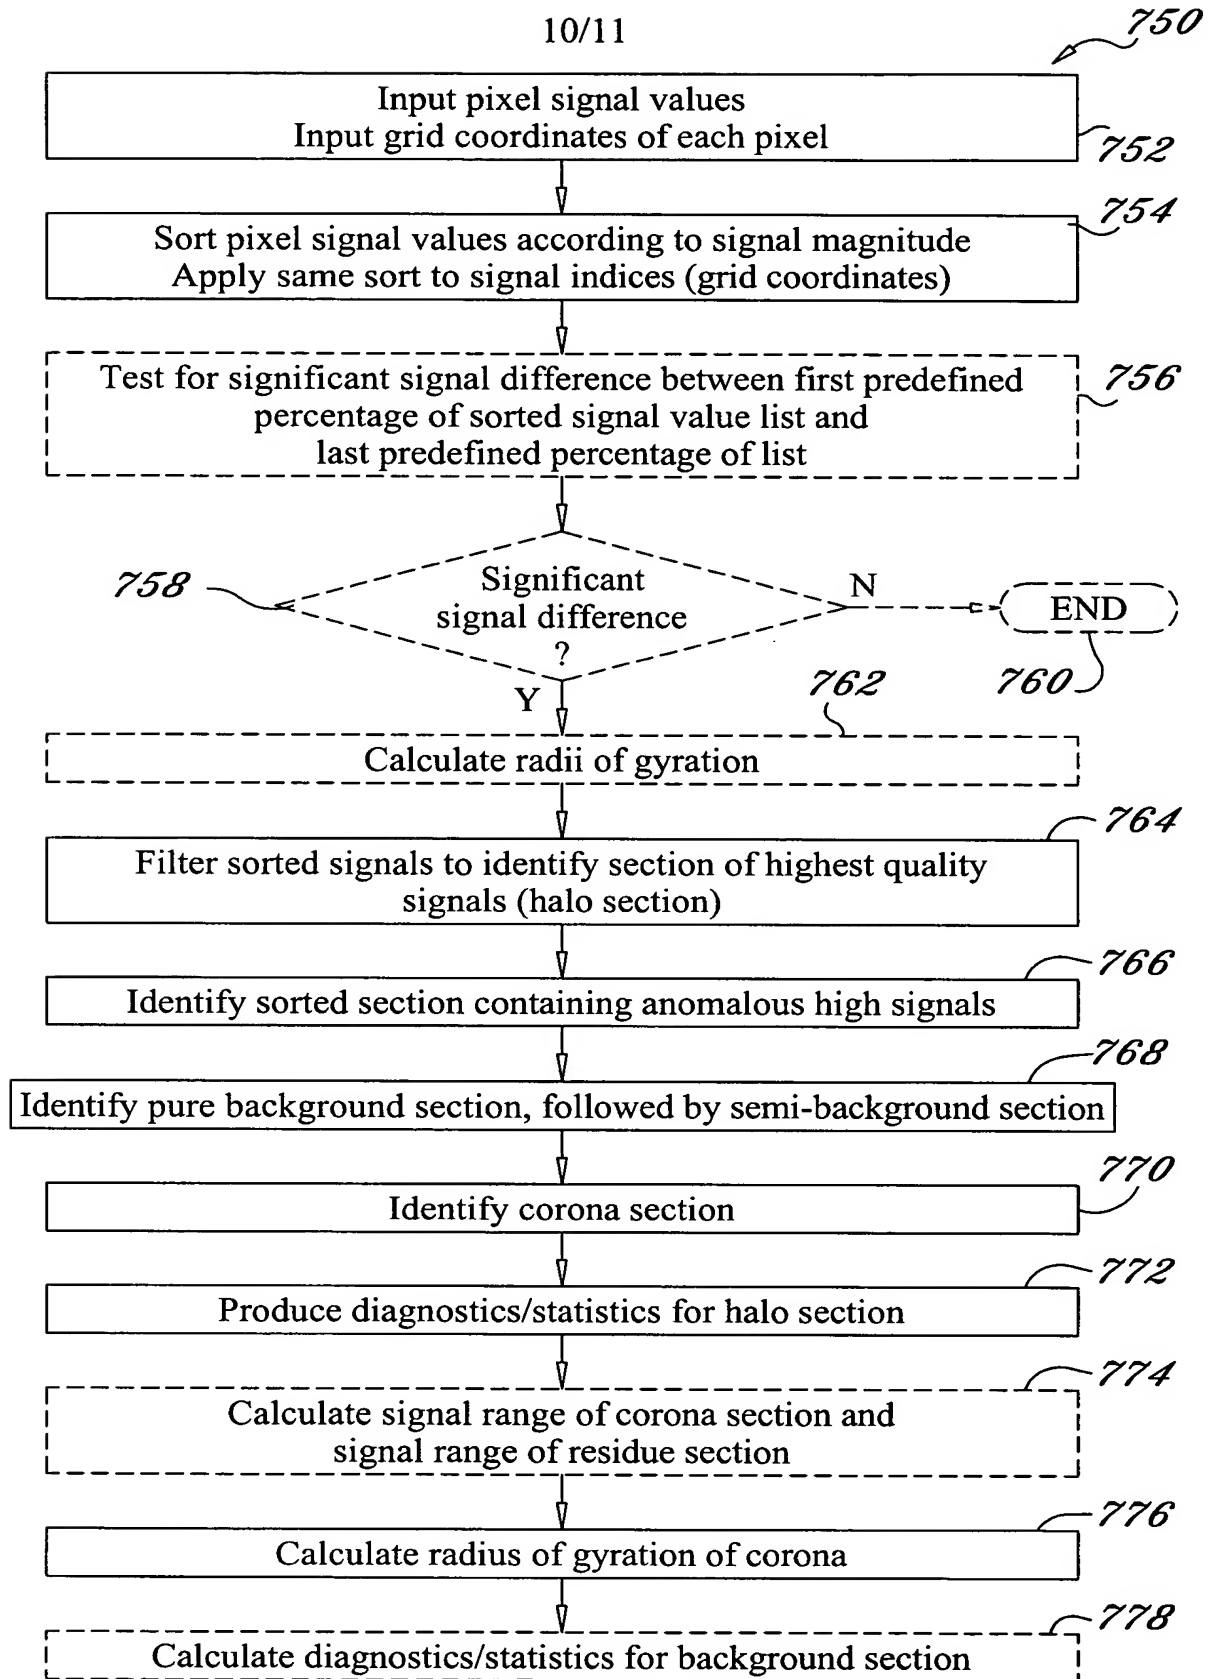 10/11
750
Input pixel signal values
Input grid coordinates of each pixel
752
754
Sort pixel signal values according to signal magnitude
Apply same sort to signal indices (grid coordinates)
Test for significant signal difference between first predefined
percentage of sorted signal value list and
last predefined percentage of list
756
758
Significant
signal difference
?
N
END
760
Y
762
Calculate radii of gyration
764
Filter sorted signals to identify section of highest quality
signals (halo section)
766
Identify sorted section containing anomalous high signals
768
Identify pure background section, followed by semi-background section
770
Identify corona section
772
Produce diagnostics/statistics for halo section
774
Calculate signal range of corona section and
signal range of residue section
776
Calculate radius of gyration of corona
778
Calculate diagnostics/statistics for background section